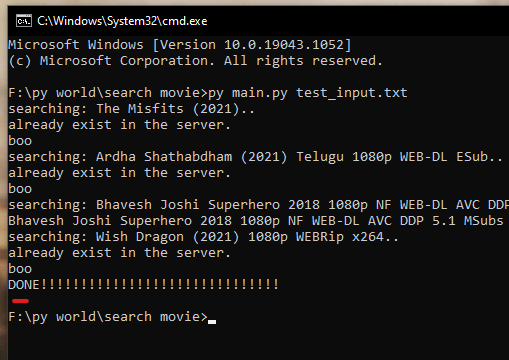 C:\Windows\System32\cmd.exe
Microsoft Windows [Version 10.0.19043.1052]
(c) Microsoft Corporation. All rights reserved.
F:\py world\search movie>py main.py test_input.txt
searching: The Misfits (2021)..
already exist in the server.
boo
searching: Ardha Shathabdham (2021) Telugu 1080p WEB-DL ESub..
already exist in the server.
boo
searching: Bhavesh Joshi Superhero 2018 1080p NF WEB-DL AVC DDP
Bhavesh Joshi Superhero 2018 1080p NF WEB-DL AVC DDP 5.1 MSubs
searching: Wish Dragon (2021) 1080p WEBRip x264..
already exist in the server.
boo
DONE!!!!!!!!!!!!!!!!!!!!!!!!!!!!!!
F:\py world\search movie>